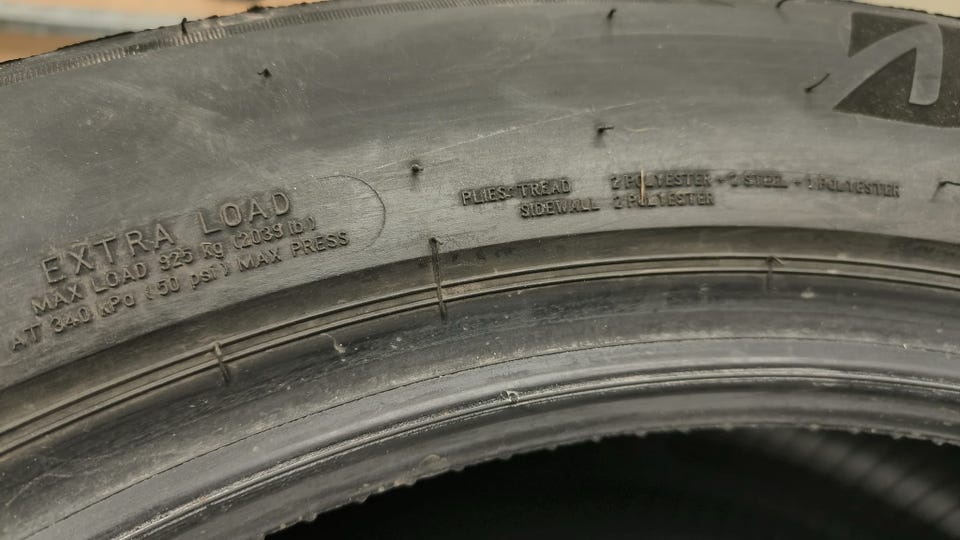 EXTRA LOAD
MAX LOAD 925 kg (2039 lb)
AT 340 kPa (50 psi) MAX PRESS
PLIES: TREAD 2 POLYESTER + 2 STEEL + 1 POLYESTER
SIDEWALL 2 POLYESTER